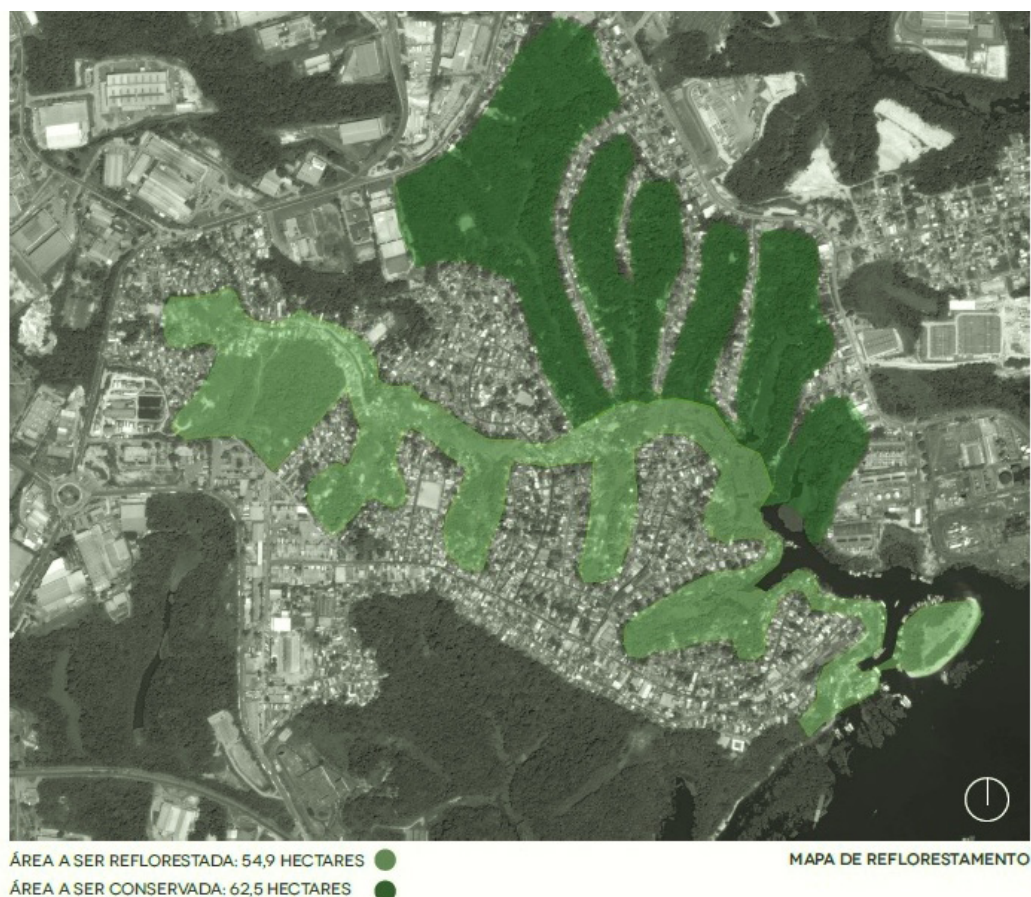 ÁREA A SER REFLORESTADA: 54,9 HECTARES
MAPA DE REFLORESTAMENTO
ÁREA A SER CONSERVADA: 62,5 HECTARES